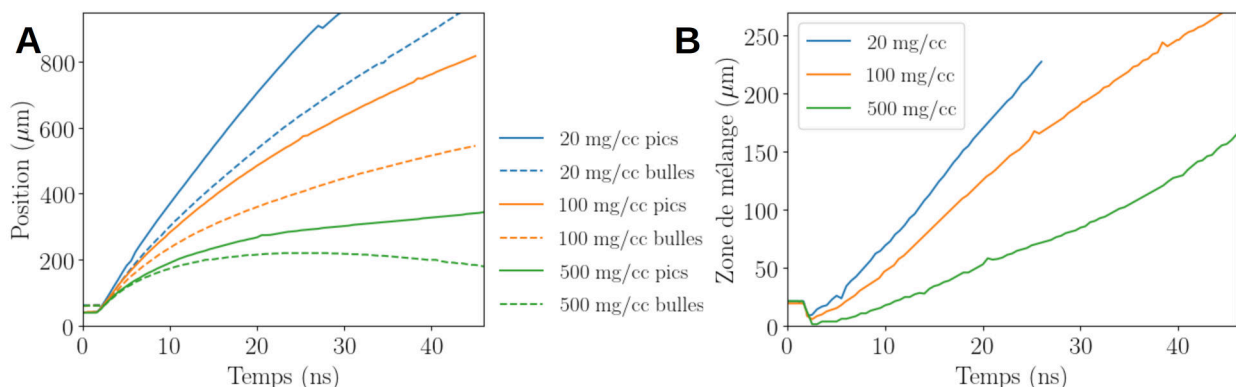 A
Position (μm)
800
600
400
200
0
0 10 20 30 40
Temps (ns)
20 mg/cc pics
20 mg/cc bulles
100 mg/cc pics
100 mg/cc bulles
500 mg/cc pics
500 mg/cc bulles
B
Zone de mélange (μm)
250
200
150
100
50
0
0 10 20 30 40
Temps (ns)
20 mg/cc
100 mg/cc
500 mg/cc